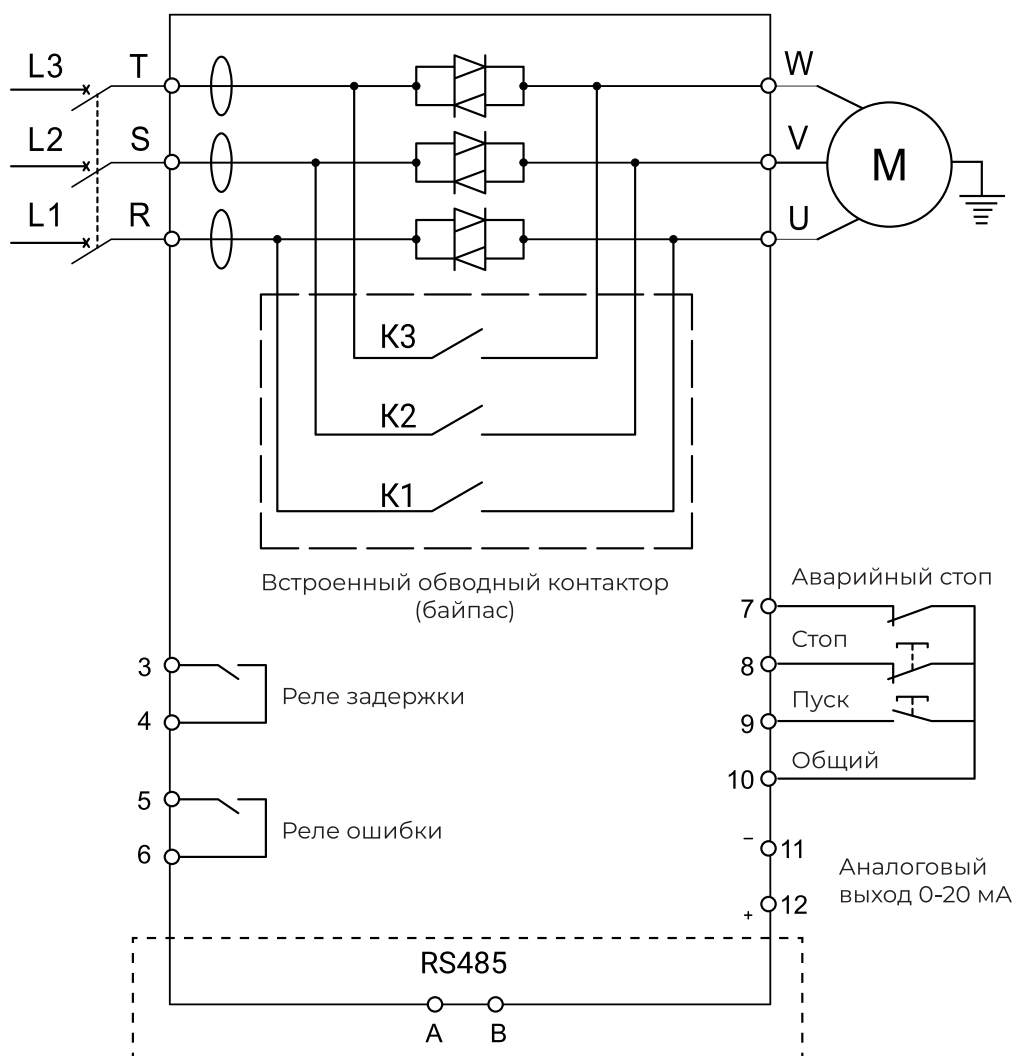 L3 T W
L2 S V
M
L1 R U
K3
K2
K1
Встроенный обводный контактор
(байпас)
Аварийный стоп
7
Стоп
8
Пуск
9
Общий
10
3
Реле задержки
4
5
Реле ошибки
6
− 11
Аналоговый
выход 0-20 мА
+ 12
RS485
A B